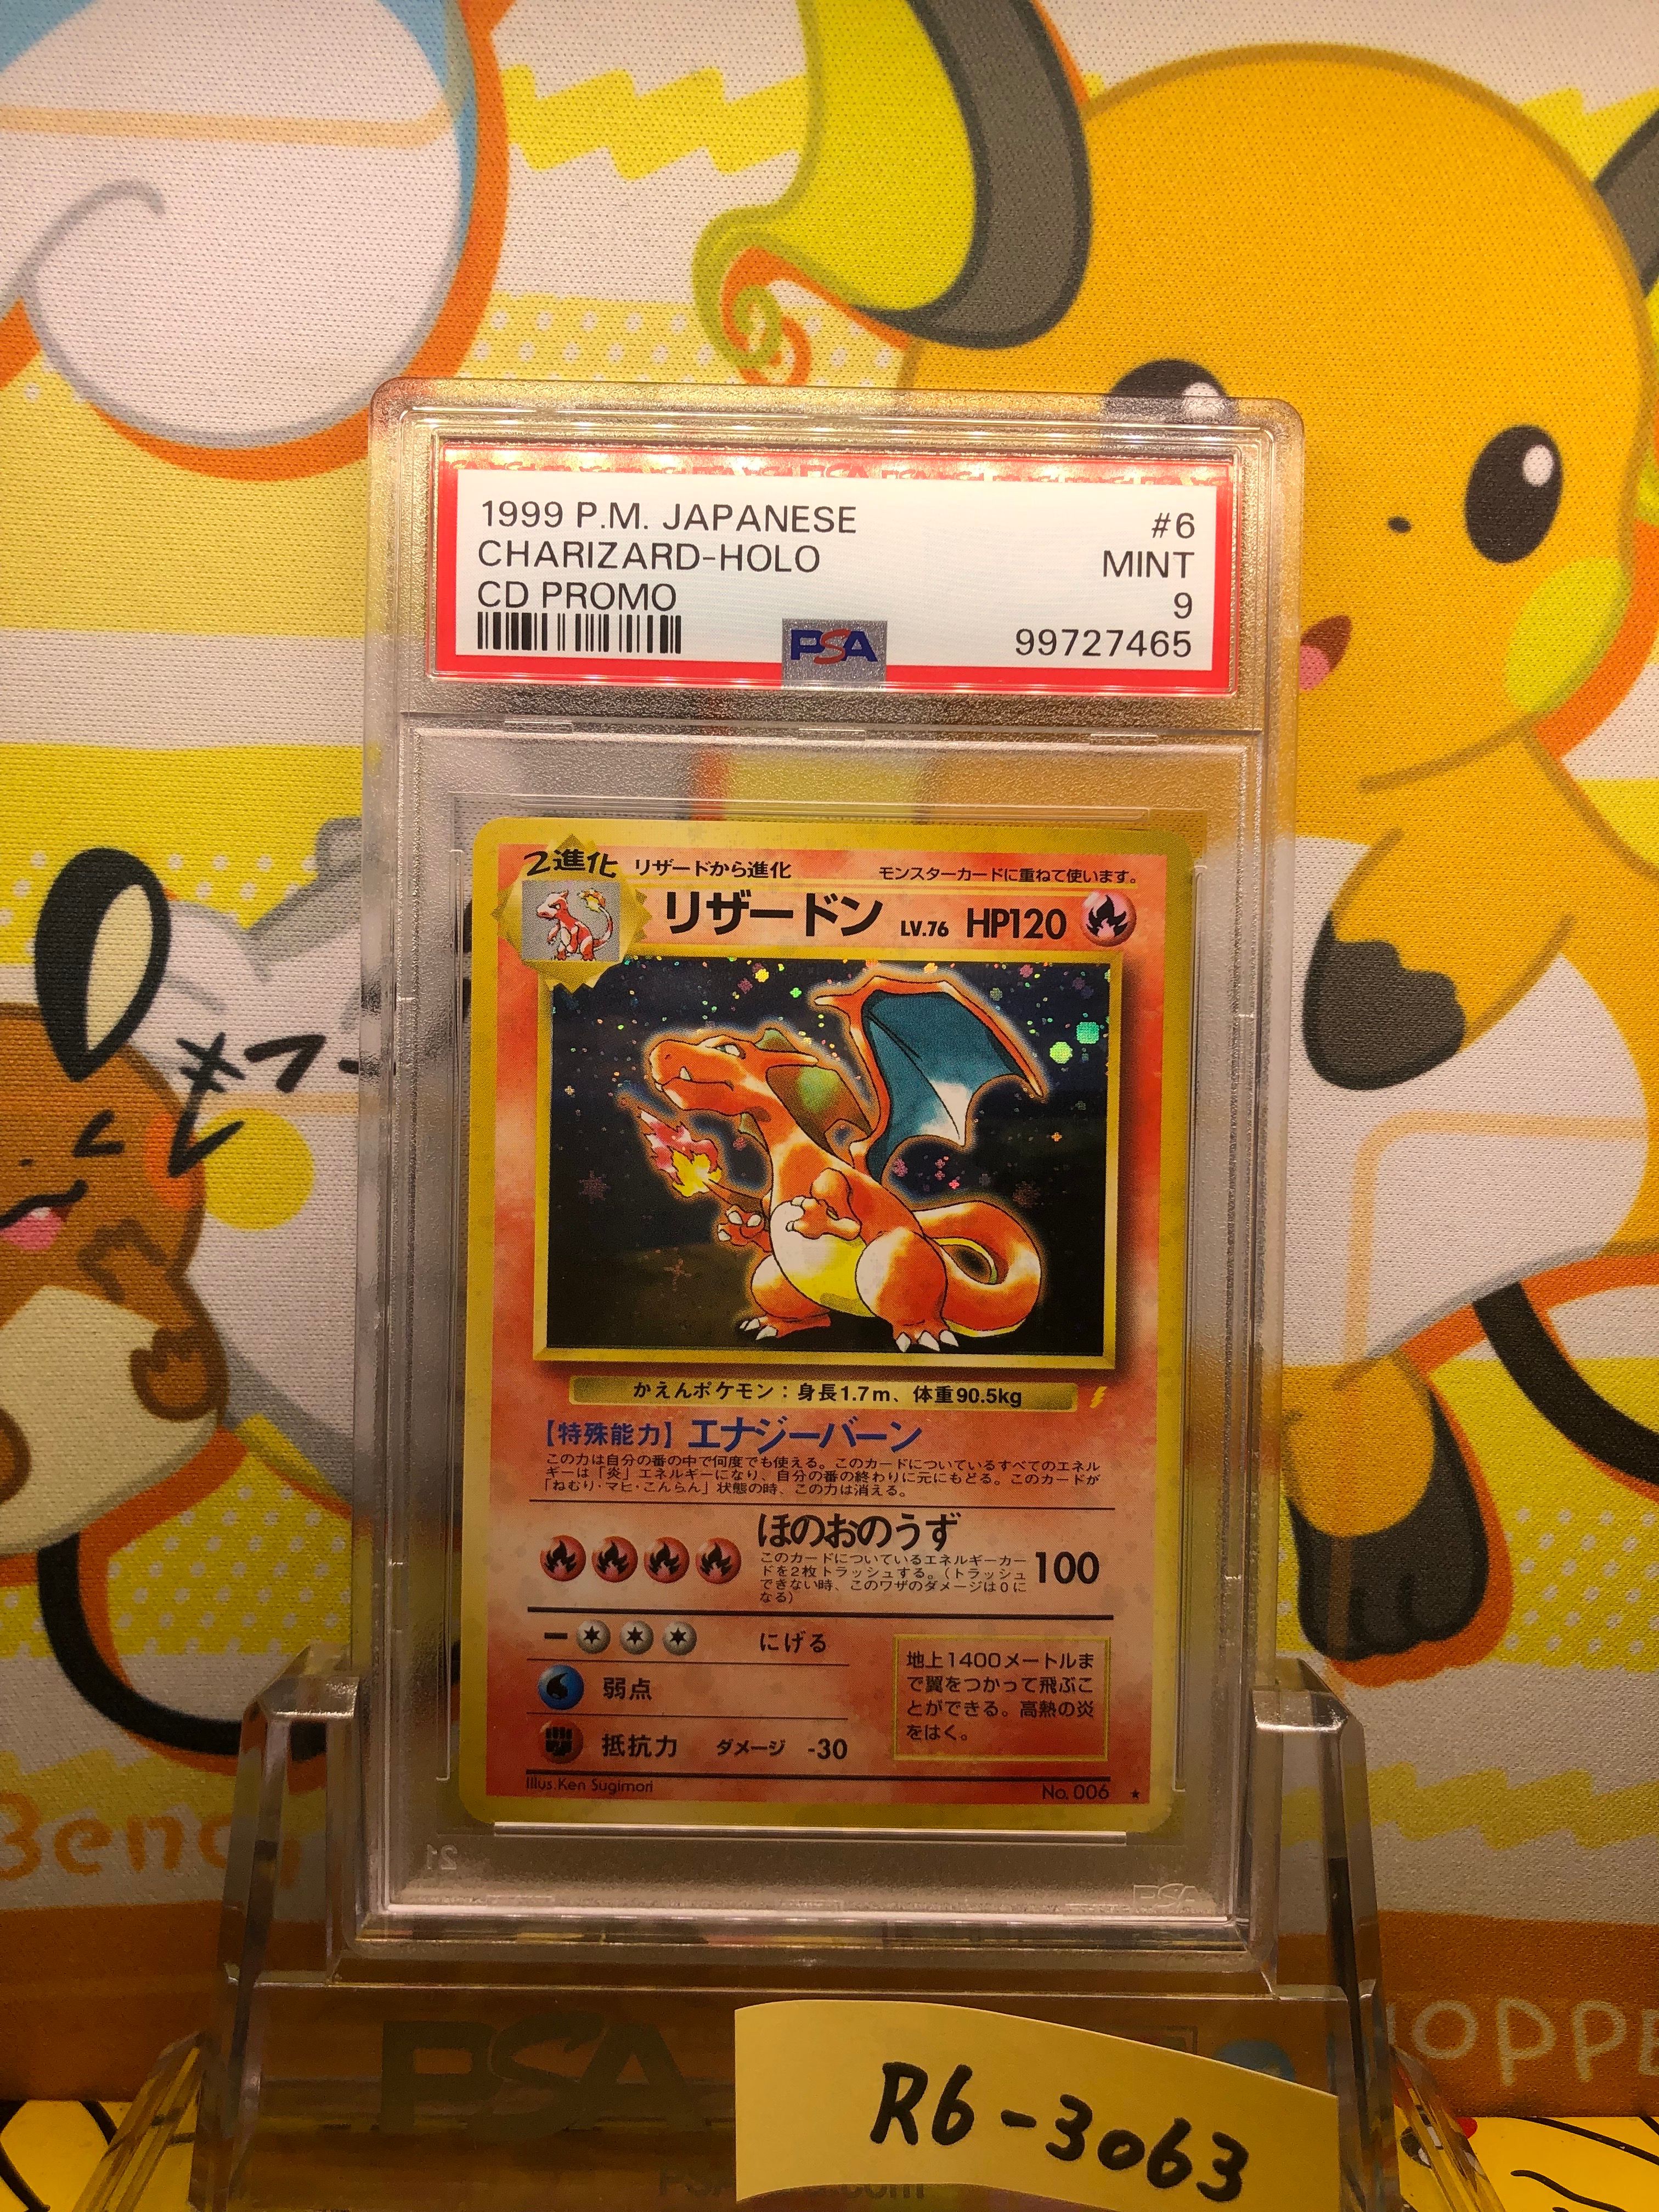 1999 P.M. JAPANESE #6
CHARIZARD-HOLO MINT
CD PROMO 9
PSA 99727465
フ
2進化 リザードから進化 モンスターカードに重ねて使います。
リザードン LV.76 HP120
かえんポケモン：身長1.7m、体重90.5kg
【特殊能力】エナジーバーン
この力は自分の番の中で何度でも使える。このカードについているすべてのエネル
ギーは「炎」エネルギーになり、自分の番の終わりに元にもどる。このカードが
「ねむり・マヒ・こんらん」状態の時、この力は消える。
ほのおのうず
このカードについているエネルギーカー
ドを2枚トラッシュする。（トラッシュ
できない時、このワザのダメージは0に
なる）
100
にげる
弱点
抵抗力 ダメージ -30
地上1400メートルま
で翼をつかって飛ぶこ
とができる。高熱の炎
をはく。
Illus. Ken Sugimori No. 006 ★
21
PSA
PSA
R6-3063